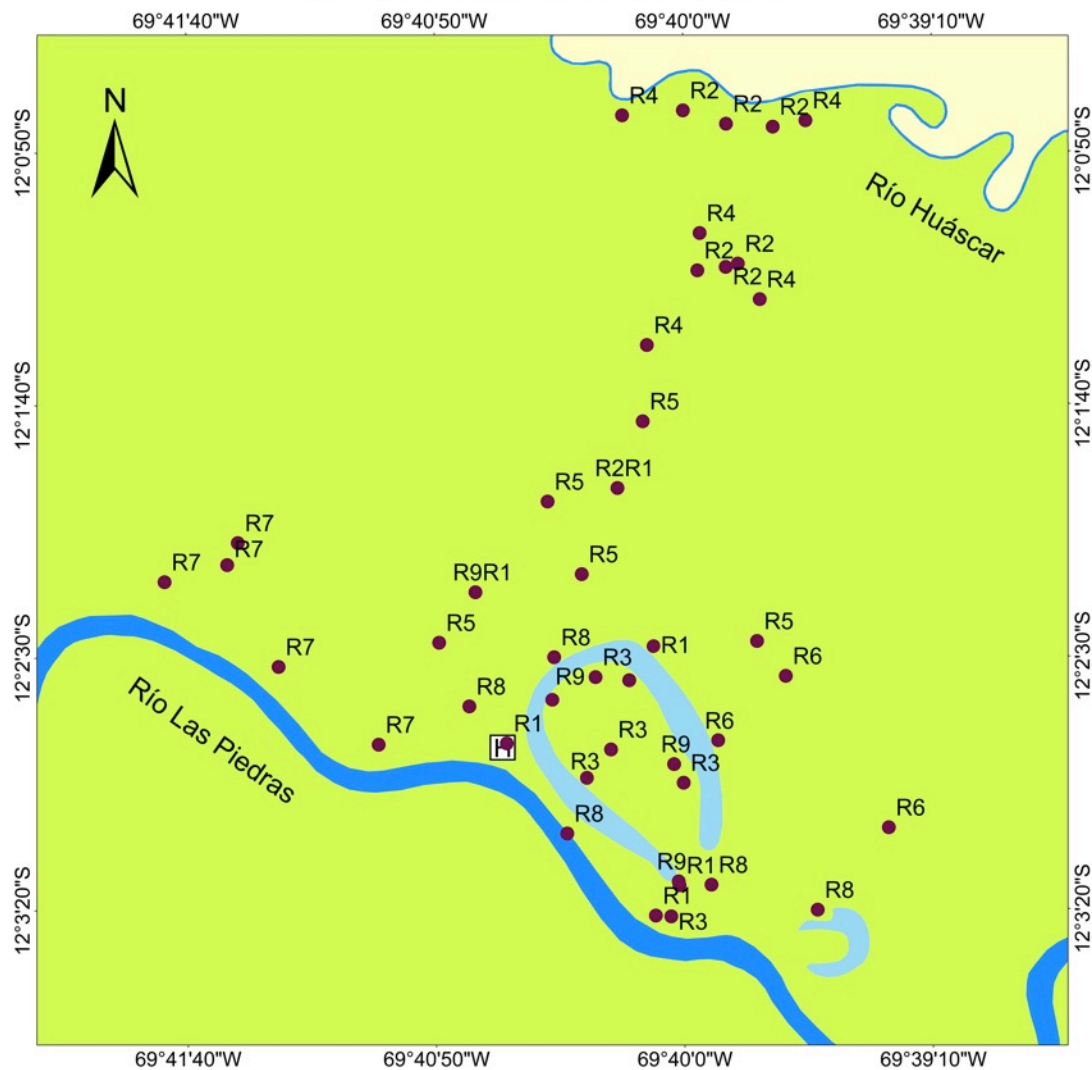 69°41'40"W 69°40'50"W 69°40'0"W 69°39'10"W
N
R4 R2 R2 R2 R4
12°0'50"S 12°0'50"S
Río Huáscar
R4
R2 R2
R2 R4
R4
12°1'40"S 12°1'40"S
R5
R2R1
R5
R7
R7
R7
R5
R9R1
R5 R5
R8 R1
R7 R3 R6
12°2'30"S 12°2'30"S
R9
R8
Río Las Piedras
R7 R1 R3 R6
H
R9
R3 R3
R8 R6
R9R1R8
R1 R8
R3
12°3'20"S 12°3'20"S
69°41'40"W 69°40'50"W 69°40'0"W 69°39'10"W